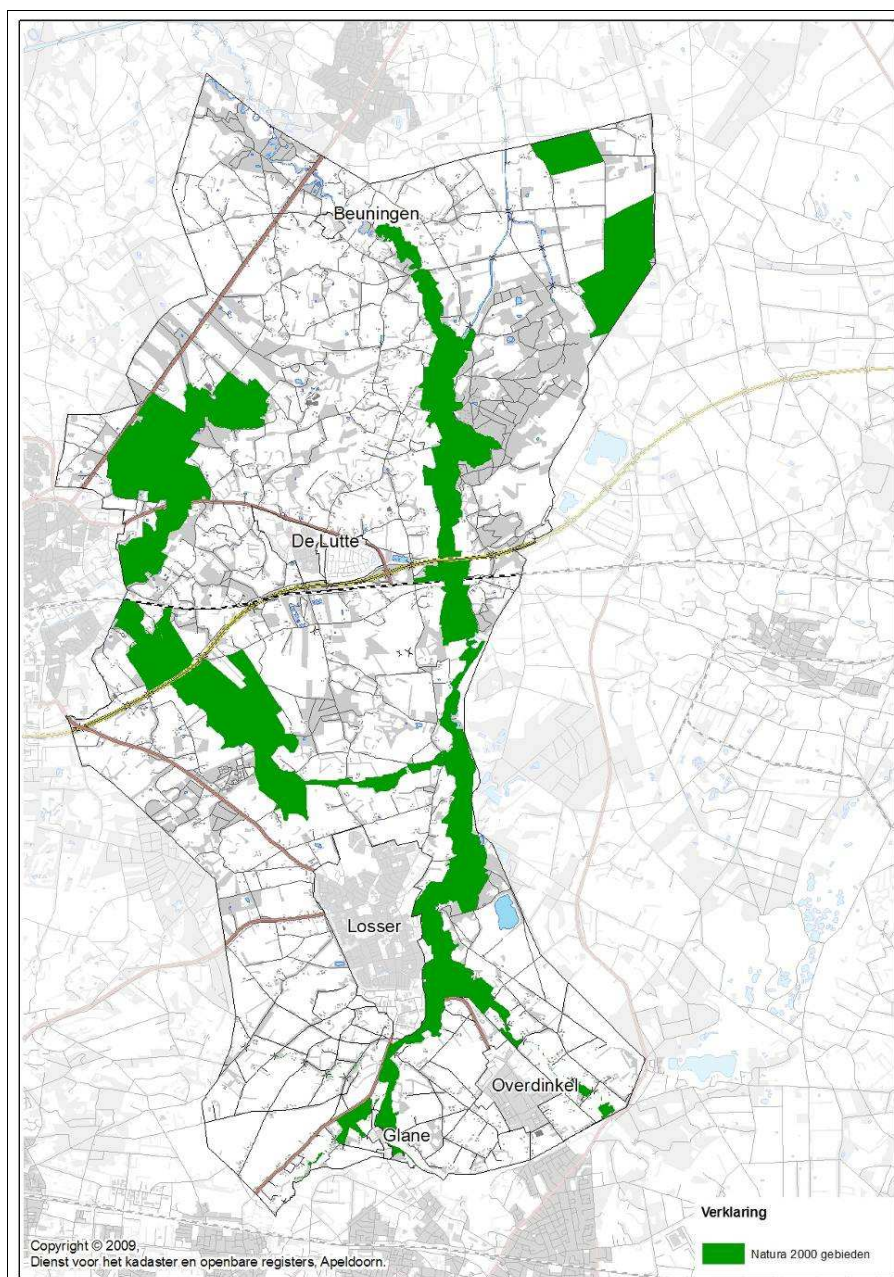 Beuningen
De Lutte
Losser
Overdinkel
Glane
Verklaring
Natura 2000 gebieden
Copyright © 2009,
Dienst voor het kadaster en openbare registers, Apeldoorn.